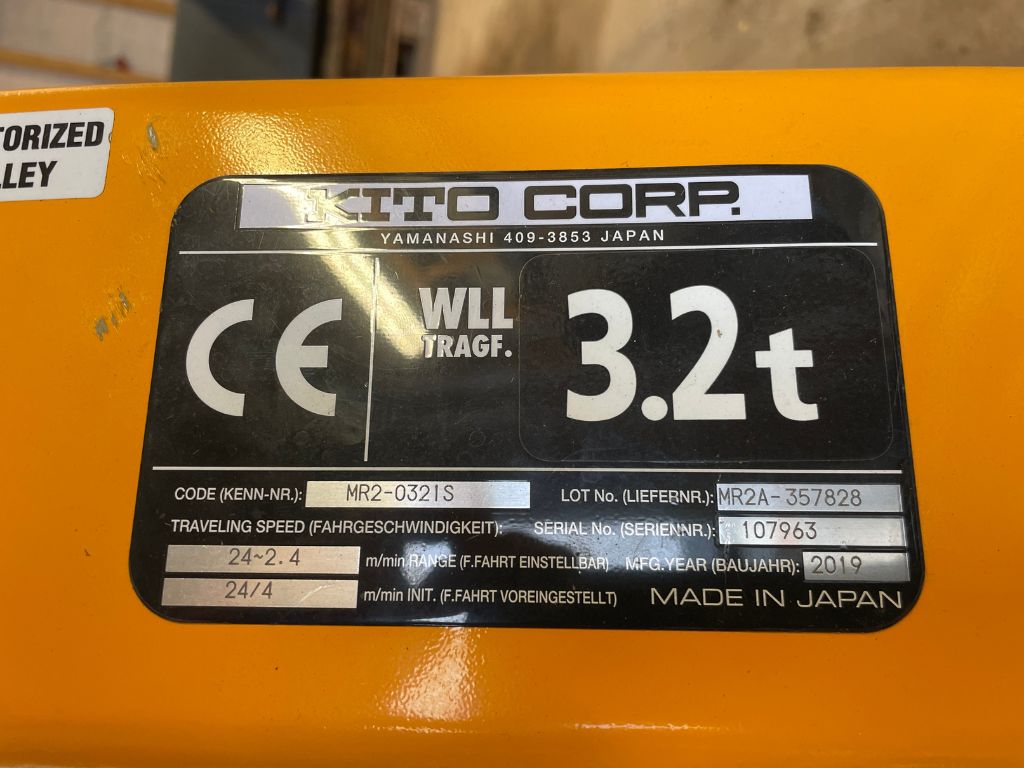 TORIZED
LLEY
KITO CORP.
YAMANASHI 409-3853 JAPAN
CE
WLL
TRAGF.
3.2t
CODE (KENN-NR.): MR2-0321S
LOT No. (LIEFERNR.): MR2A-357828
TRAVELING SPEED (FAHRGESCHWINDIGKEIT):
SERIAL No. (SERIENNR.): 107963
24~2.4 m/min RANGE (F.FAHRT EINSTELLBAR)
MFG.YEAR (BAUJAHR): 2019
24/4 m/min INIT. (F.FAHRT VOREINGESTELLT)
MADE IN JAPAN